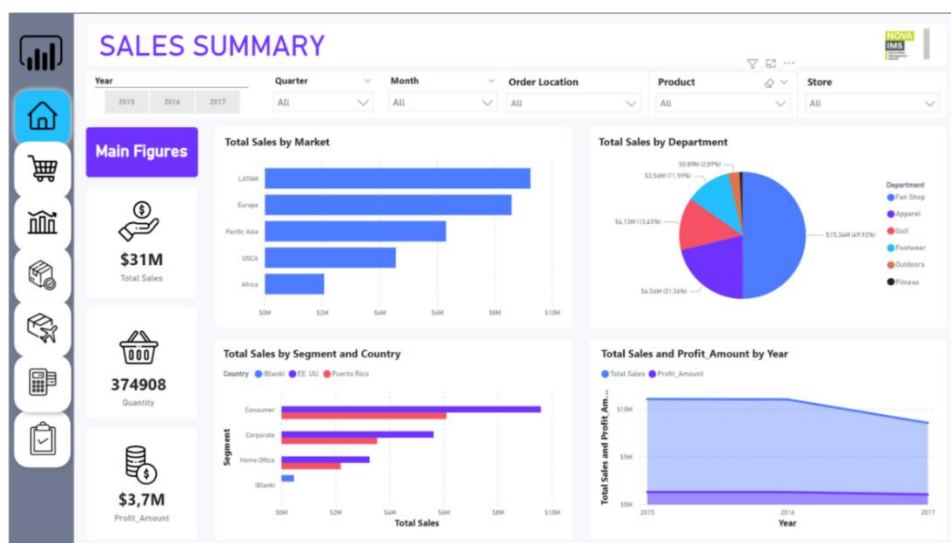 SALES SUMMARY
NOVA
IMS
Year
Quarter
Month
Order Location
Product
Store
2015
2016
2017
All
All
All
All
All
Main Figures
$31M
Total Sales
374908
Quantity
$3,7M
Profit_Amount
Total Sales by Market
LATAM
Europe
Pacific Asia
USCA
Africa
$0M
$2M
$4M
$6M
$8M
$10M
Total Sales by Department
$0.89M (2.89%)
$3.56M (11.59%)
$4.13M (13.45%)
$6.56M (21.36%)
$15.34M (49.92%)
Department
Fan Shop
Apparel
Golf
Footwear
Outdoors
Fitness
Total Sales by Segment and Country
Country
(Blank)
EE. UU.
Puerto Rico
Segment
Consumer
Corporate
Home Office
(Blank)
$0M
$2M
$4M
$6M
$8M
$10M
Total Sales
Total Sales and Profit_Amount by Year
Total Sales
Profit_Amount
Total Sales and Profit_Am...
$10M
$5M
$0M
2015
2016
2017
Year